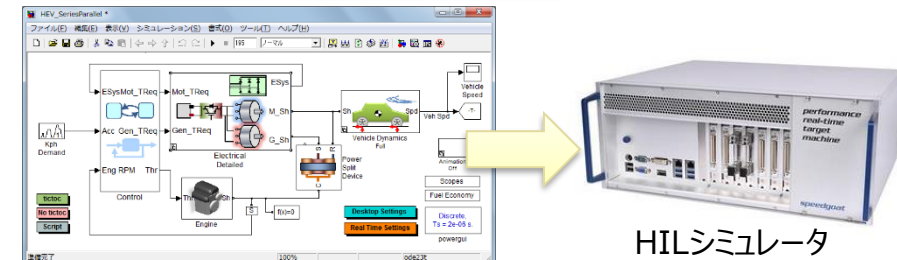 HEV_SeriesParallel *
ファイル(F) 編集(E) 表示(V) シミュレーション(S) 書式(O) ツール(T) ヘルプ(H)
195 ノーマル
ESys
Vehicle
Speed
ESys Mot_TReq
Mot_TReq
M_Sh
Sh
Spd
Veh Spd
Acc Gen_TReq
Gen_TReq
G_Sh
Vehicle Dynamics
Full
Kph
Demand
Electrical
Detailed
Animation
Off
Eng RPM Thr
Thr
Sh
Power
Split
Device
Scopes
Fuel Economy
Control
tictoc
No tictoc
Script
Engine
S
f(x)=0
Desktop Settings
Real Time Settings
Discrete,
Ts = 2e-05 s.
powergui
準備完了
100%
ode23t
performance
real-time
target
machine
speedgoat
HILシミュレータ